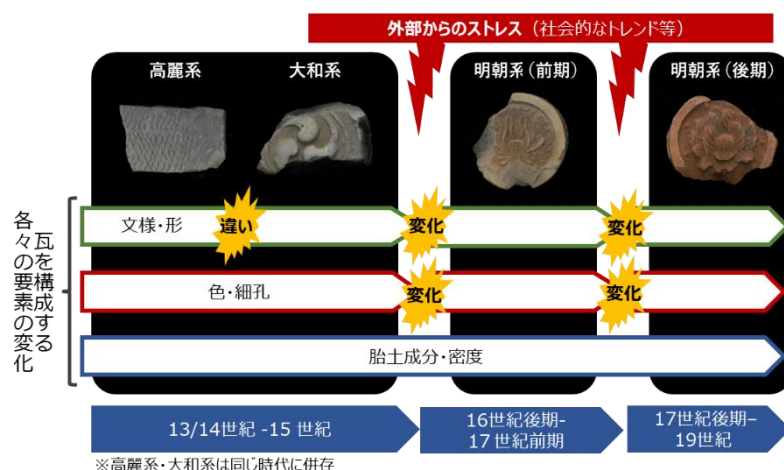 外部からのストレス（社会的なトレンド等）
高麗系
大和系
明朝系（前期）
明朝系（後期）
各々の要素の変化
瓦を構成する
文様・形
違い
変化
変化
色・細孔
変化
変化
胎土成分・密度
13/14世紀 -15 世紀
16世紀後期-
17世紀前期
17世紀後期–
19世紀
※高麗系・大和系は同じ時代に併存